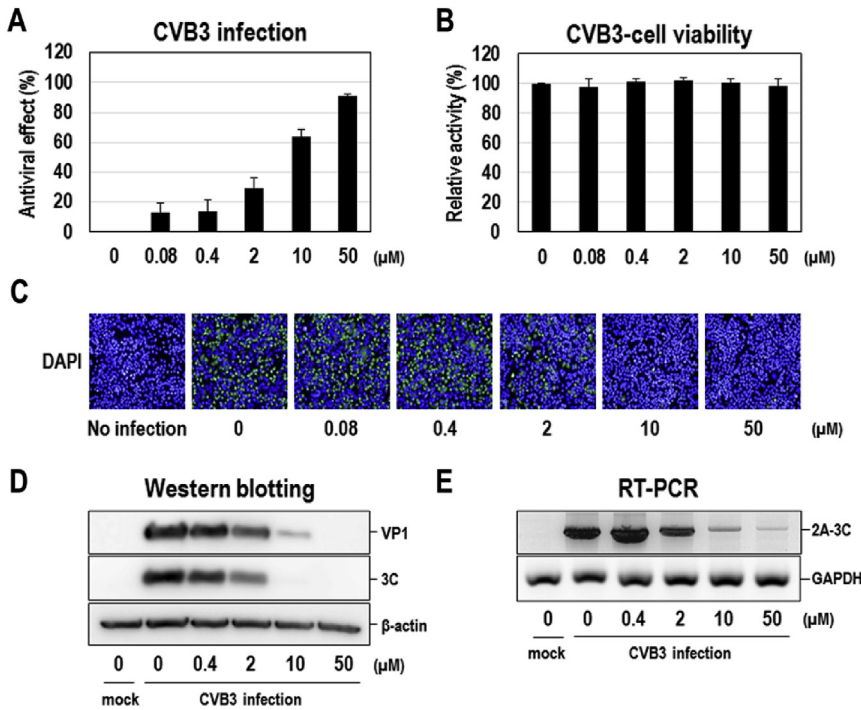 A
CVB3 infection
Antiviral effect (%)
120
100
80
60
40
20
0
0 0.08 0.4 2 10 50 (μM)
B
CVB3-cell viability
Relative activity (%)
120
100
80
60
40
20
0
0 0.08 0.4 2 10 50 (μM)
C
DAPI
No infection 0 0.08 0.4 2 10 50 (μM)
D
Western blotting
VP1
3C
β-actin
0 0 0.4 2 10 50 (μM)
mock CVB3 infection
E
RT-PCR
2A-3C
GAPDH
0 0 0.4 2 10 50 (μM)
mock CVB3 infection